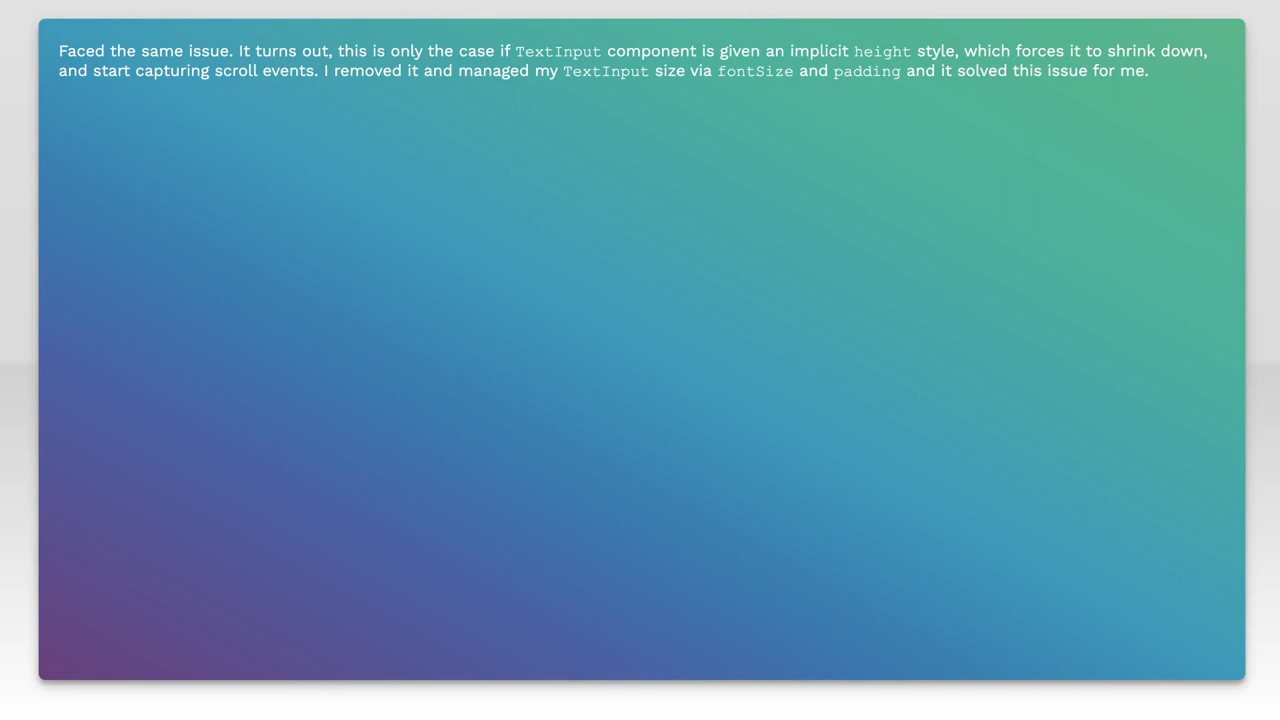 Faced the same issue. It turns out, this is only the case if TextInput component is given an implicit height style, which forces it to shrink down,
and start capturing scroll events. I removed it and managed my TextInput size via fontSize and padding and it solved this issue for me.